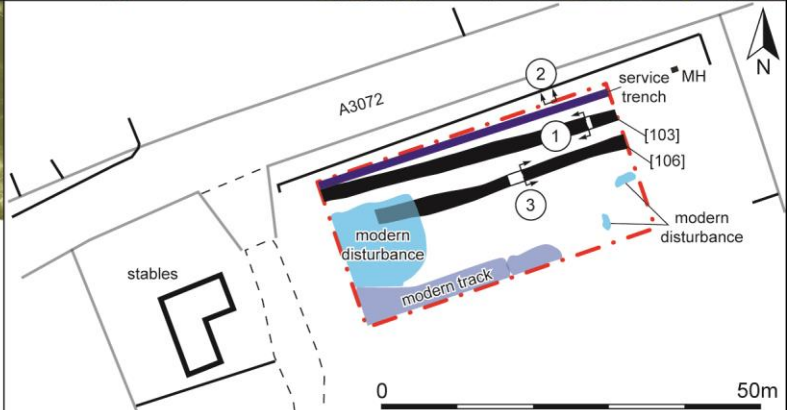 N
2
service MH
trench
A3072
1
[103]
[106]
3
modern
disturbance
modern
disturbance
stables
modern track
0 50m